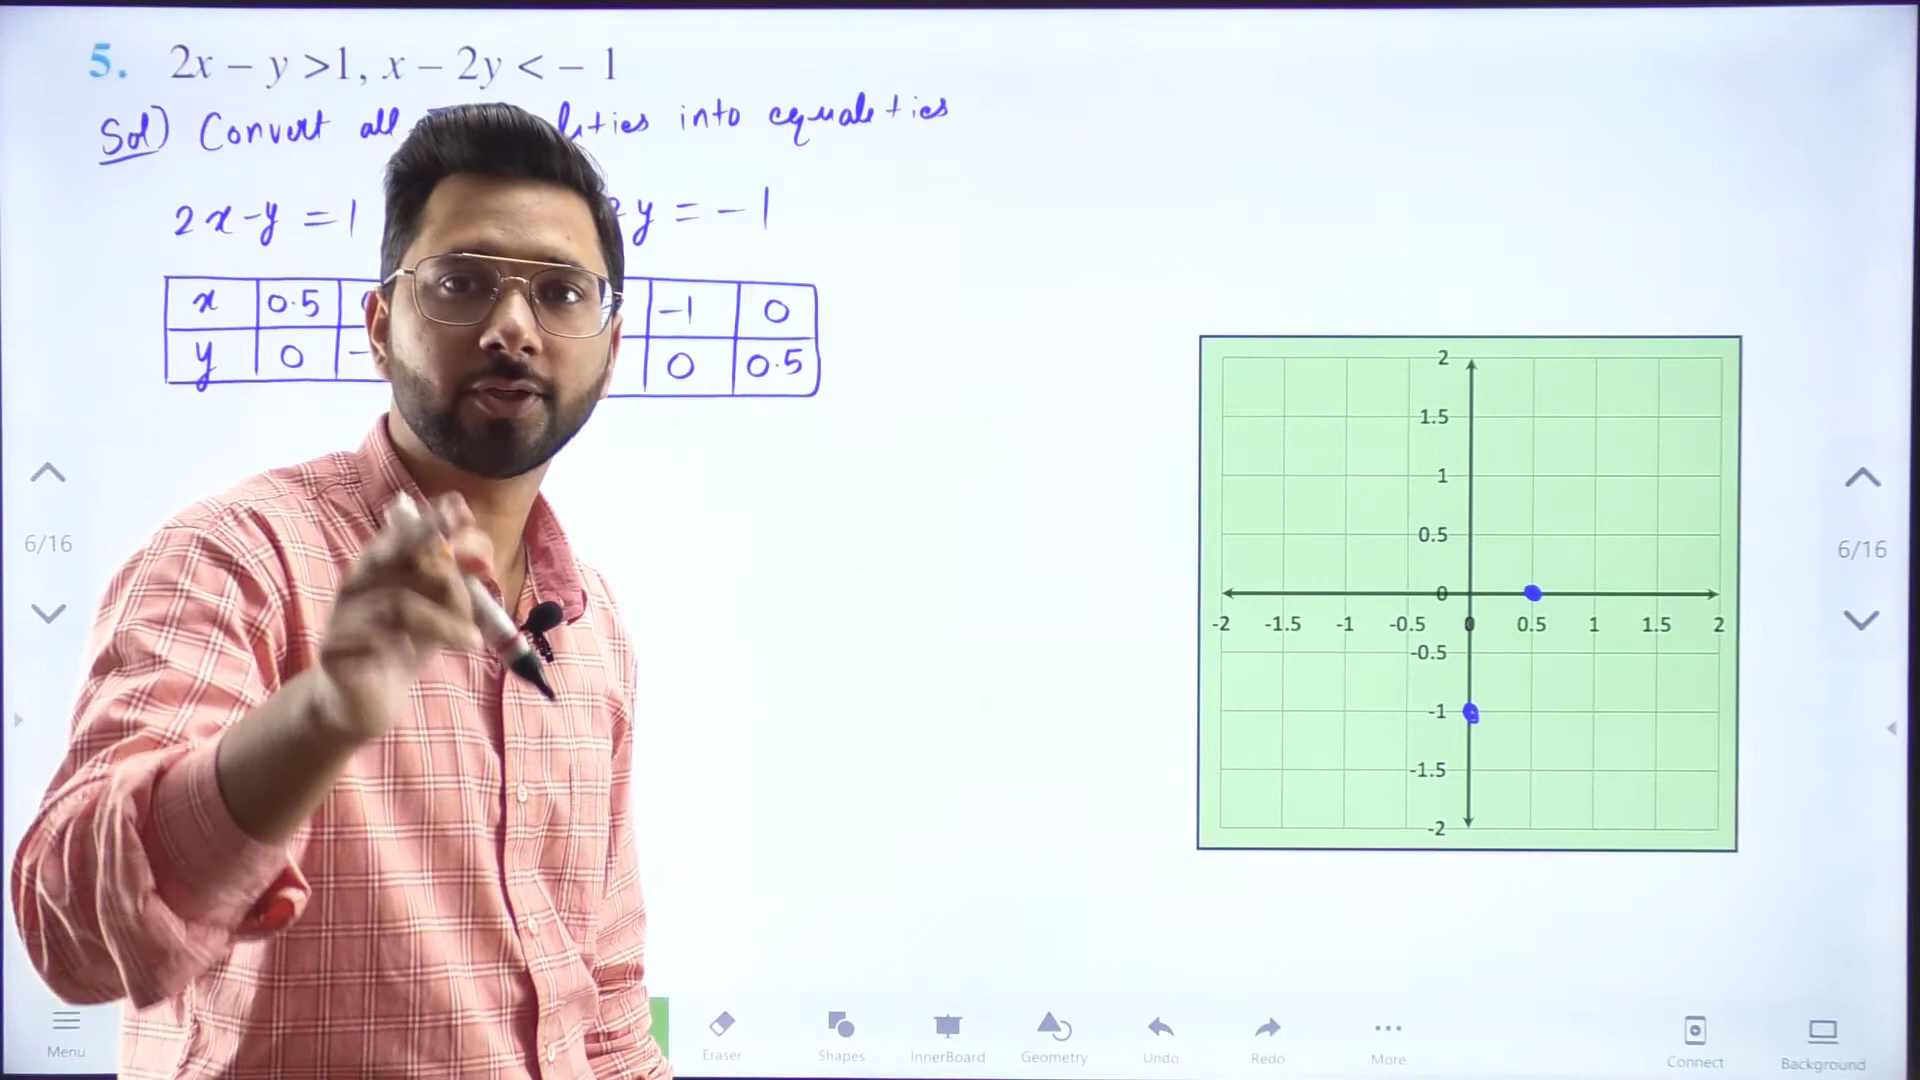 5. 2x – y >1, x – 2y < – 1
Sol) Convert all into equaleties
2x-y = 1 y = -1
x 0.5 -1 0
y 0 - 0 0.5
2
1.5
1
0.5
0
-2 -1.5 -1 -0.5 0 0.5 1 1.5 2
-0.5
-1
-1.5
-2
6/16 6/16
Menu Eraser Shapes InnerBoard Geometry Undo Redo More Connect Background